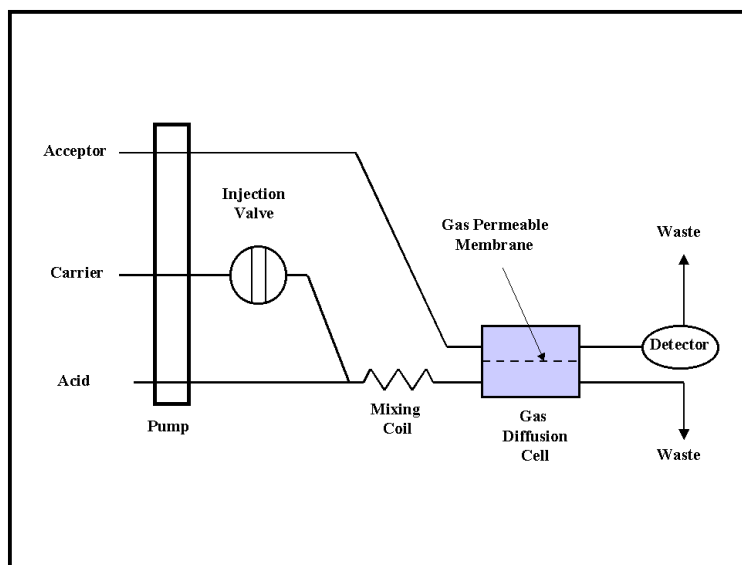 Acceptor
Injection
Valve
Gas Permeable
Membrane
Waste
Carrier
Detector
Acid
Mixing
Coil
Pump
Gas
Diffusion
Cell
Waste